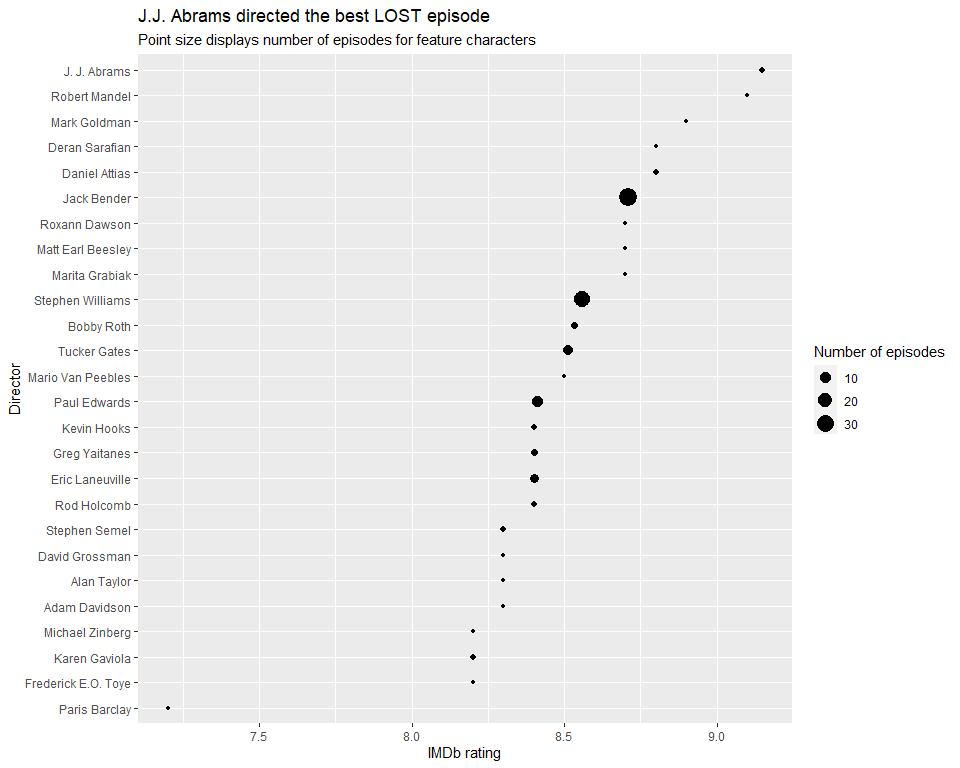 J.J. Abrams directed the best LOST episode
Point size displays number of episodes for feature characters
Director
J. J. Abrams
Robert Mandel
Mark Goldman
Deran Sarafian
Daniel Attias
Jack Bender
Roxann Dawson
Matt Earl Beesley
Marita Grabiak
Stephen Williams
Bobby Roth
Tucker Gates
Mario Van Peebles
Paul Edwards
Kevin Hooks
Greg Yaitanes
Eric Laneuville
Rod Holcomb
Stephen Semel
David Grossman
Alan Taylor
Adam Davidson
Michael Zinberg
Karen Gaviola
Frederick E.O. Toye
Paris Barclay
7.5 8.0 8.5 9.0
IMDb rating
Number of episodes
10
20
30